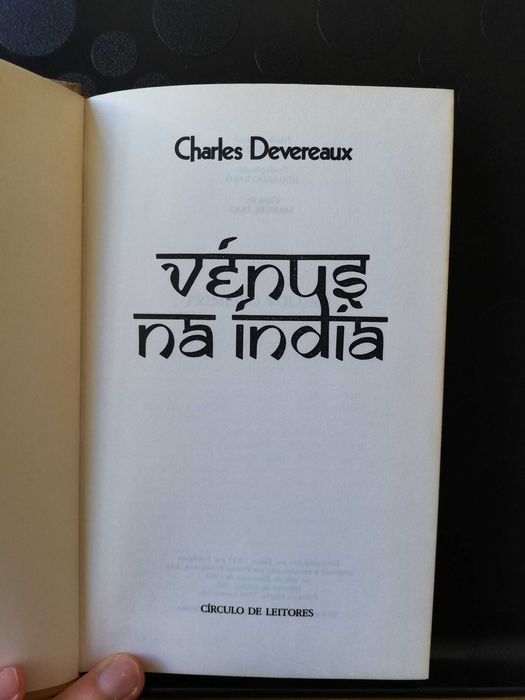 Charles Devereaux
vénus
na índia
CÍRCULO DE LEITORES